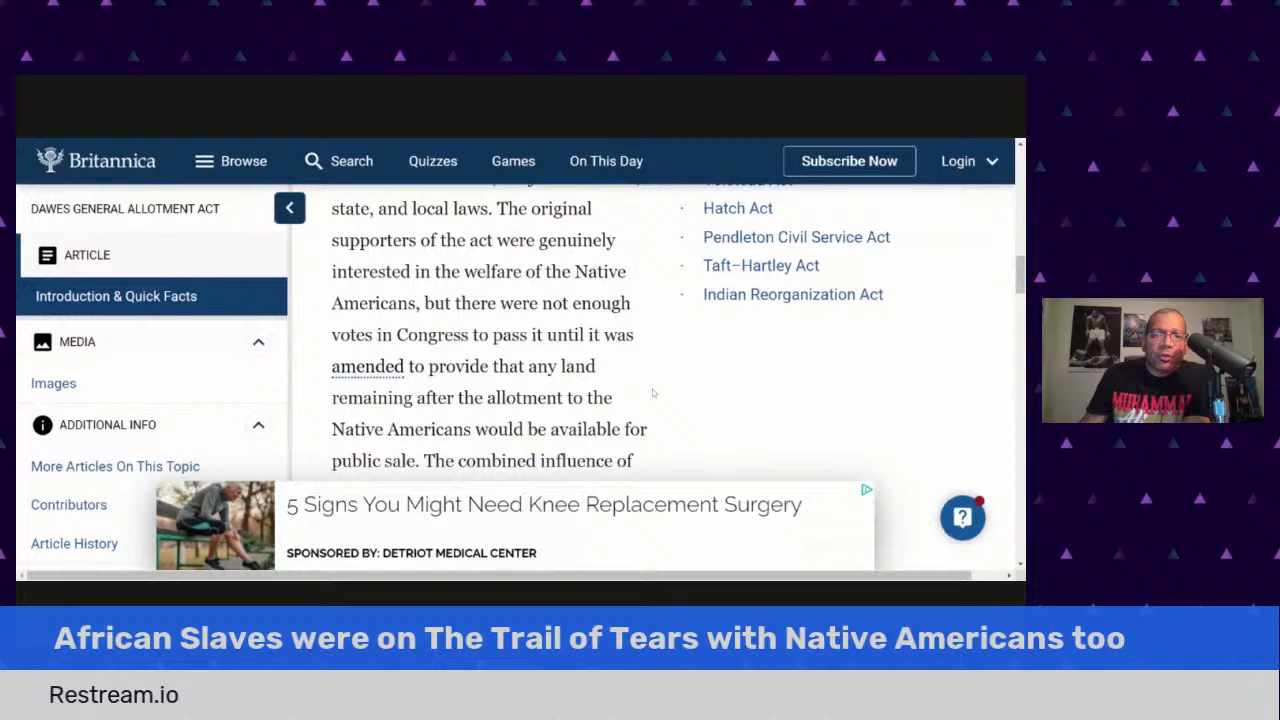 Britannica
Browse
Search
Quizzes
Games
On This Day
Subscribe Now
Login
DAWES GENERAL ALLOTMENT ACT
ARTICLE
Introduction & Quick Facts
MEDIA
Images
ADDITIONAL INFO
More Articles On This Topic
Contributors
Article History
state, and local laws. The original
supporters of the act were genuinely
interested in the welfare of the Native
Americans, but there were not enough
votes in Congress to pass it until it was
amended to provide that any land
remaining after the allotment to the
Native Americans would be available for
public sale. The combined influence of
· Hatch Act
· Pendleton Civil Service Act
· Taft–Hartley Act
· Indian Reorganization Act
5 Signs You Might Need Knee Replacement Surgery
SPONSORED BY: DETRIOT MEDICAL CENTER
MUHAMMAD
African Slaves were on The Trail of Tears with Native Americans too
Restream.io